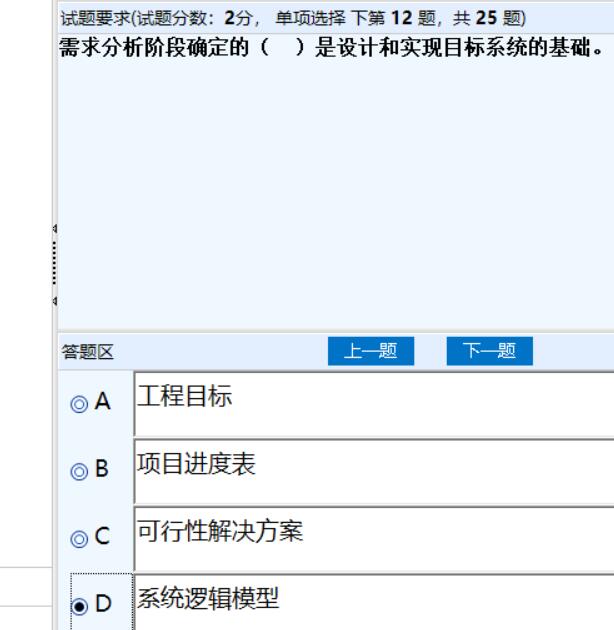 试题要求(试题分数：2分， 单项选择 下第 12 题，共 25 题)
需求分析阶段确定的（　）是设计和实现目标系统的基础。
答题区 上一题 下一题
A 工程目标
B 项目进度表
C 可行性解决方案
D 系统逻辑模型